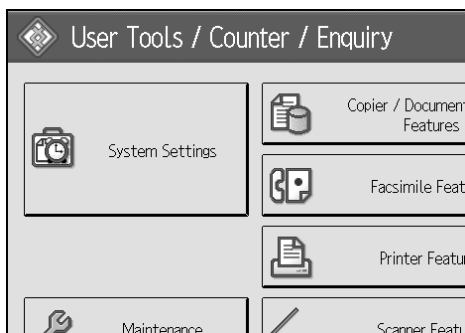 User Tools / Counter / Enquiry
System Settings
Copier / Document
Features
Facsimile Feat
Printer Featu
Maintenance
Scanner Featu